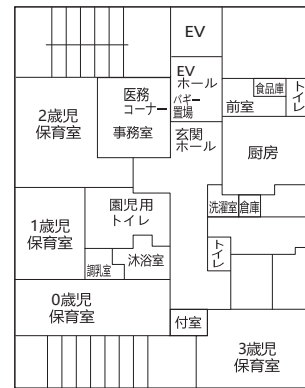 EV
EV
ホール
バギー
置場
医務
コーナー
事務室
2歳児
保育室
食品庫
前室
トイレ
玄関
ホール
厨房
園児用
トイレ
洗濯室
倉庫
1歳児
保育室
調乳室
沐浴室
トイレ
0歳児
保育室
付室
3歳児
保育室